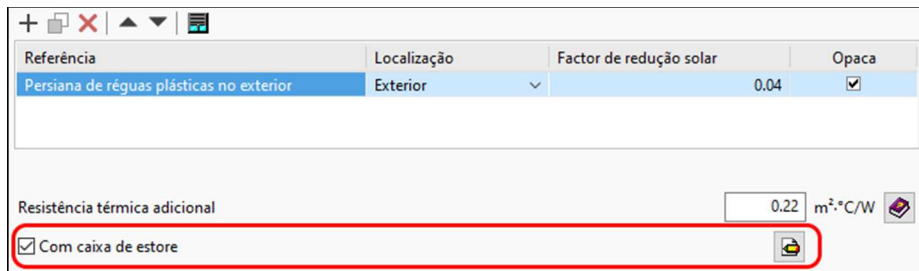 Referência Localização Factor de redução solar Opaca
Persiana de réguas plásticas no exterior Exterior 0.04
Resistência térmica adicional 0.22 m²·°C/W
Com caixa de estore